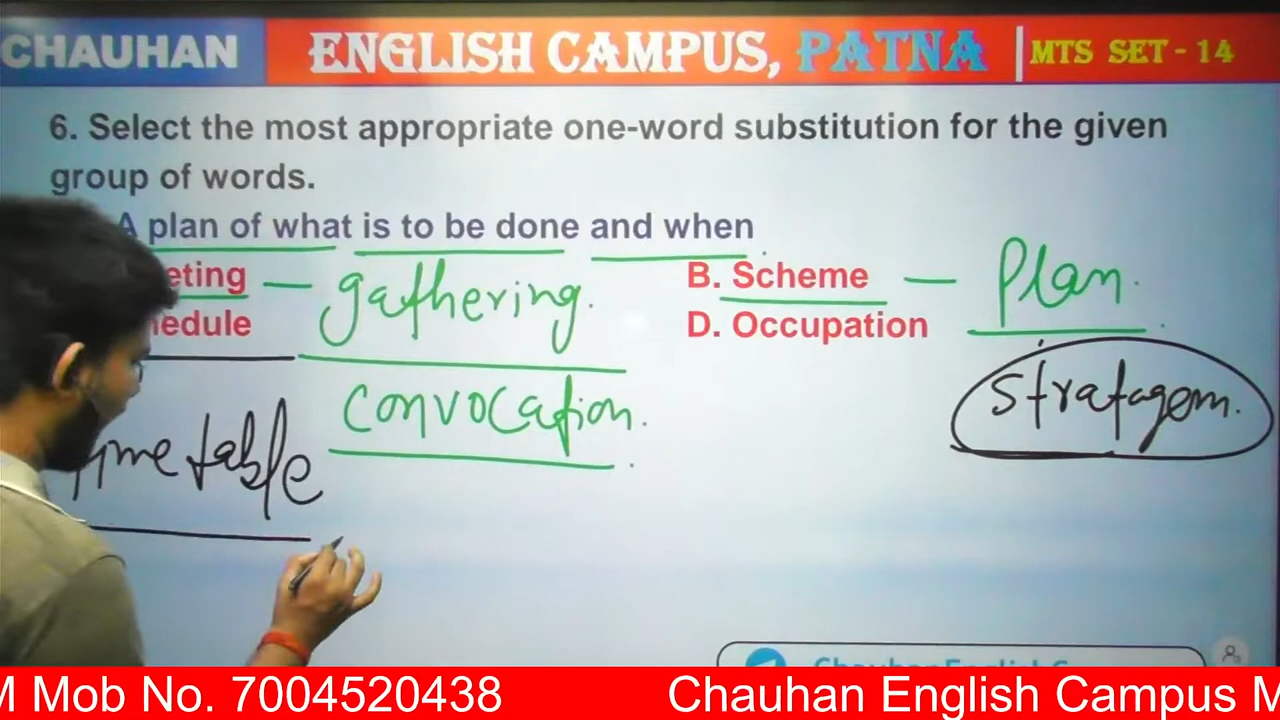 CHAUHAN ENGLISH CAMPUS, PATNA MTS SET - 14
6. Select the most appropriate one-word substitution for the given
group of words.
A plan of what is to be done and when
eting – gathering. B. Scheme – Plan.
hedule D. Occupation
convocation. stratagem.
time table
M Mob No. 7004520438 Chauhan English Campus M